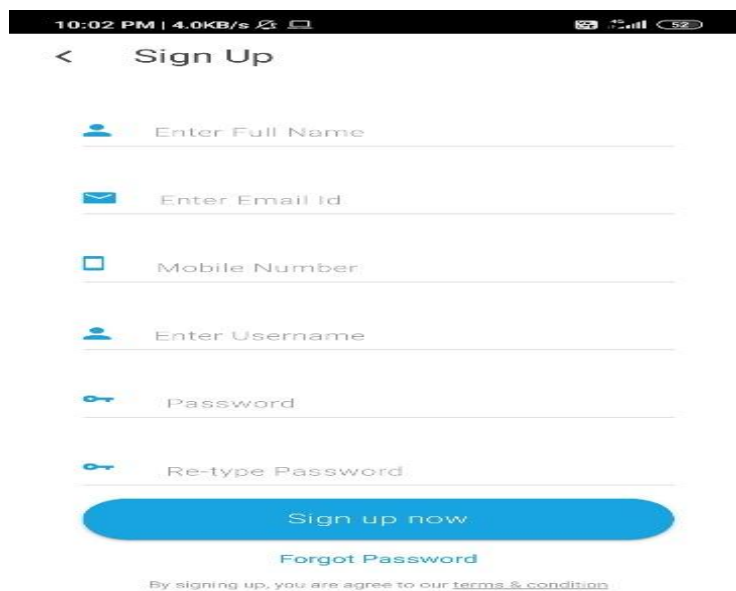 10:02 PM | 4.0KB/s 4G 52
< Sign Up
Enter Full Name
Enter Email Id
Mobile Number
Enter Username
Password
Re-type Password
Sign up now
Forgot Password
By signing up, you are agree to our terms & condition